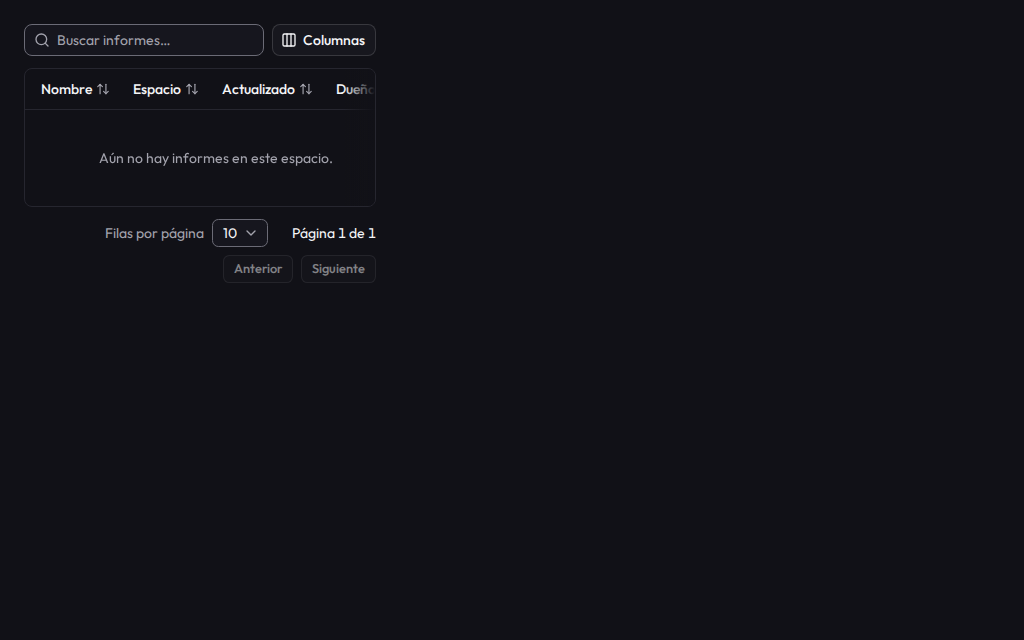 Buscar informes…
Columnas
Nombre Espacio Actualizado Dueño
Aún no hay informes en este espacio.
Filas por página 10 Página 1 de 1
Anterior Siguiente